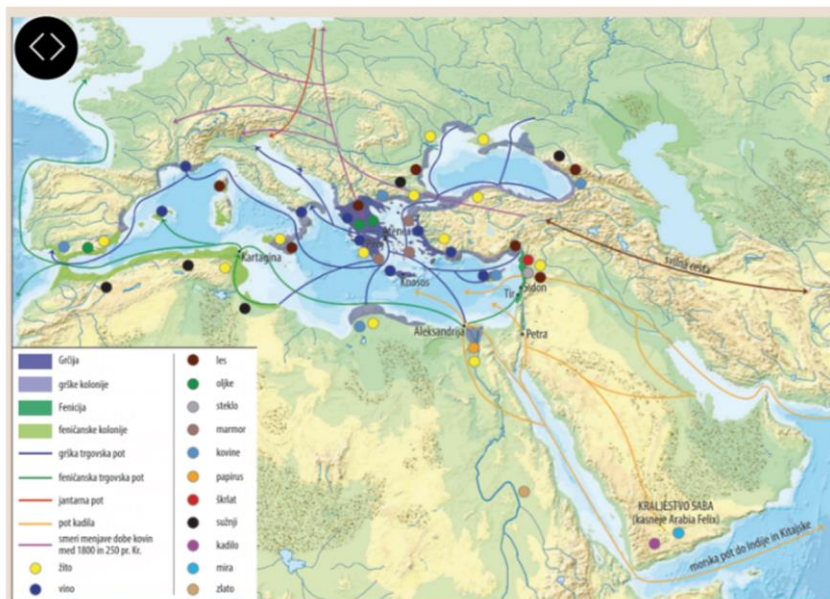 svilna cesta
Kartagina
Atene
Knosos
Sidon
Tir
Aleksandrija
Petra
KRALJESTVO SABA
(kasneje Arabia Felix)
morska pot do Indije in Kitajske
Grčija
grške kolonije
Fenicija
feničanske kolonije
grška trgovska pot
feničanska trgovska pot
jantarna pot
pot kadila
smeri menjave dobe kovin
med 1800 in 250 pr. Kr.
žito
vino
les
oljke
steklo
marmor
kovine
papirus
škrlat
sužnji
kadilo
mira
zlato